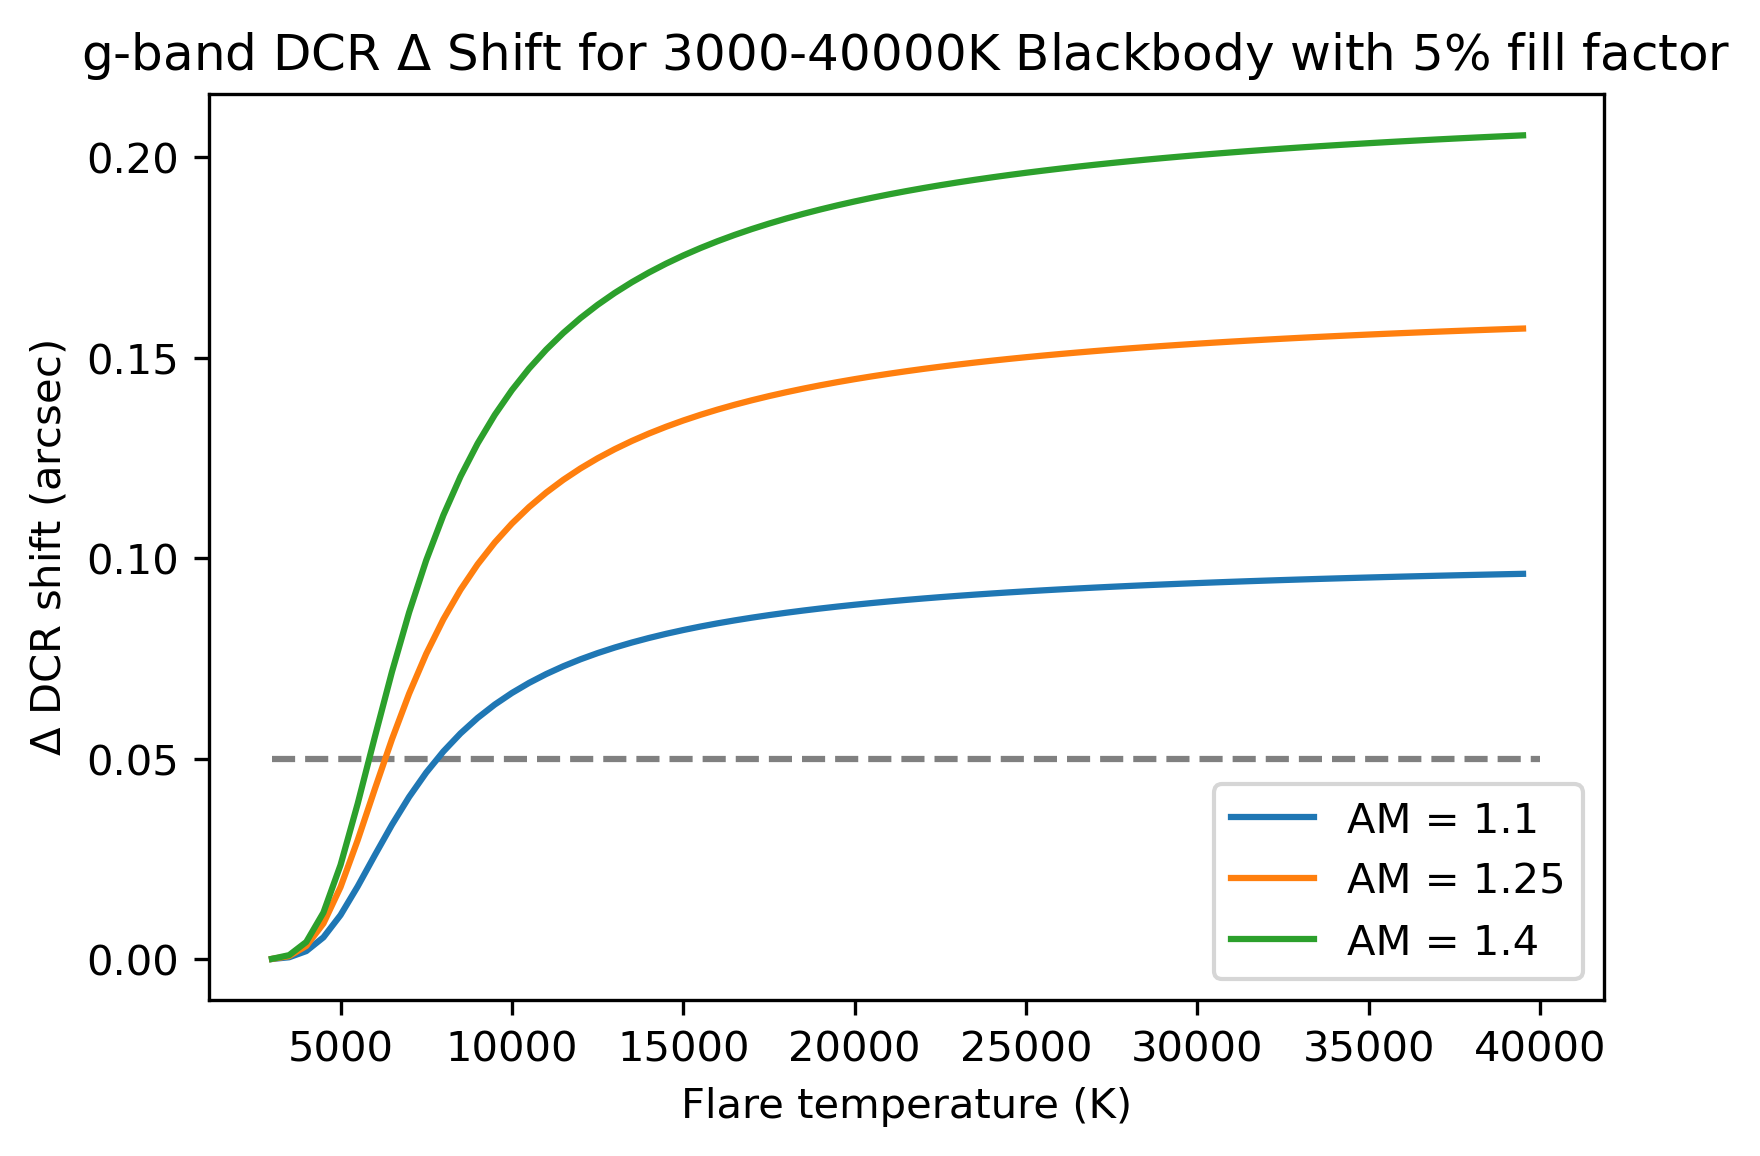 g-band DCR Δ Shift for 3000-40000K Blackbody with 5% fill factor
Δ DCR shift (arcsec)
0.20
0.15
0.10
0.05
0.00
AM = 1.1
AM = 1.25
AM = 1.4
5000 10000 15000 20000 25000 30000 35000 40000
Flare temperature (K)